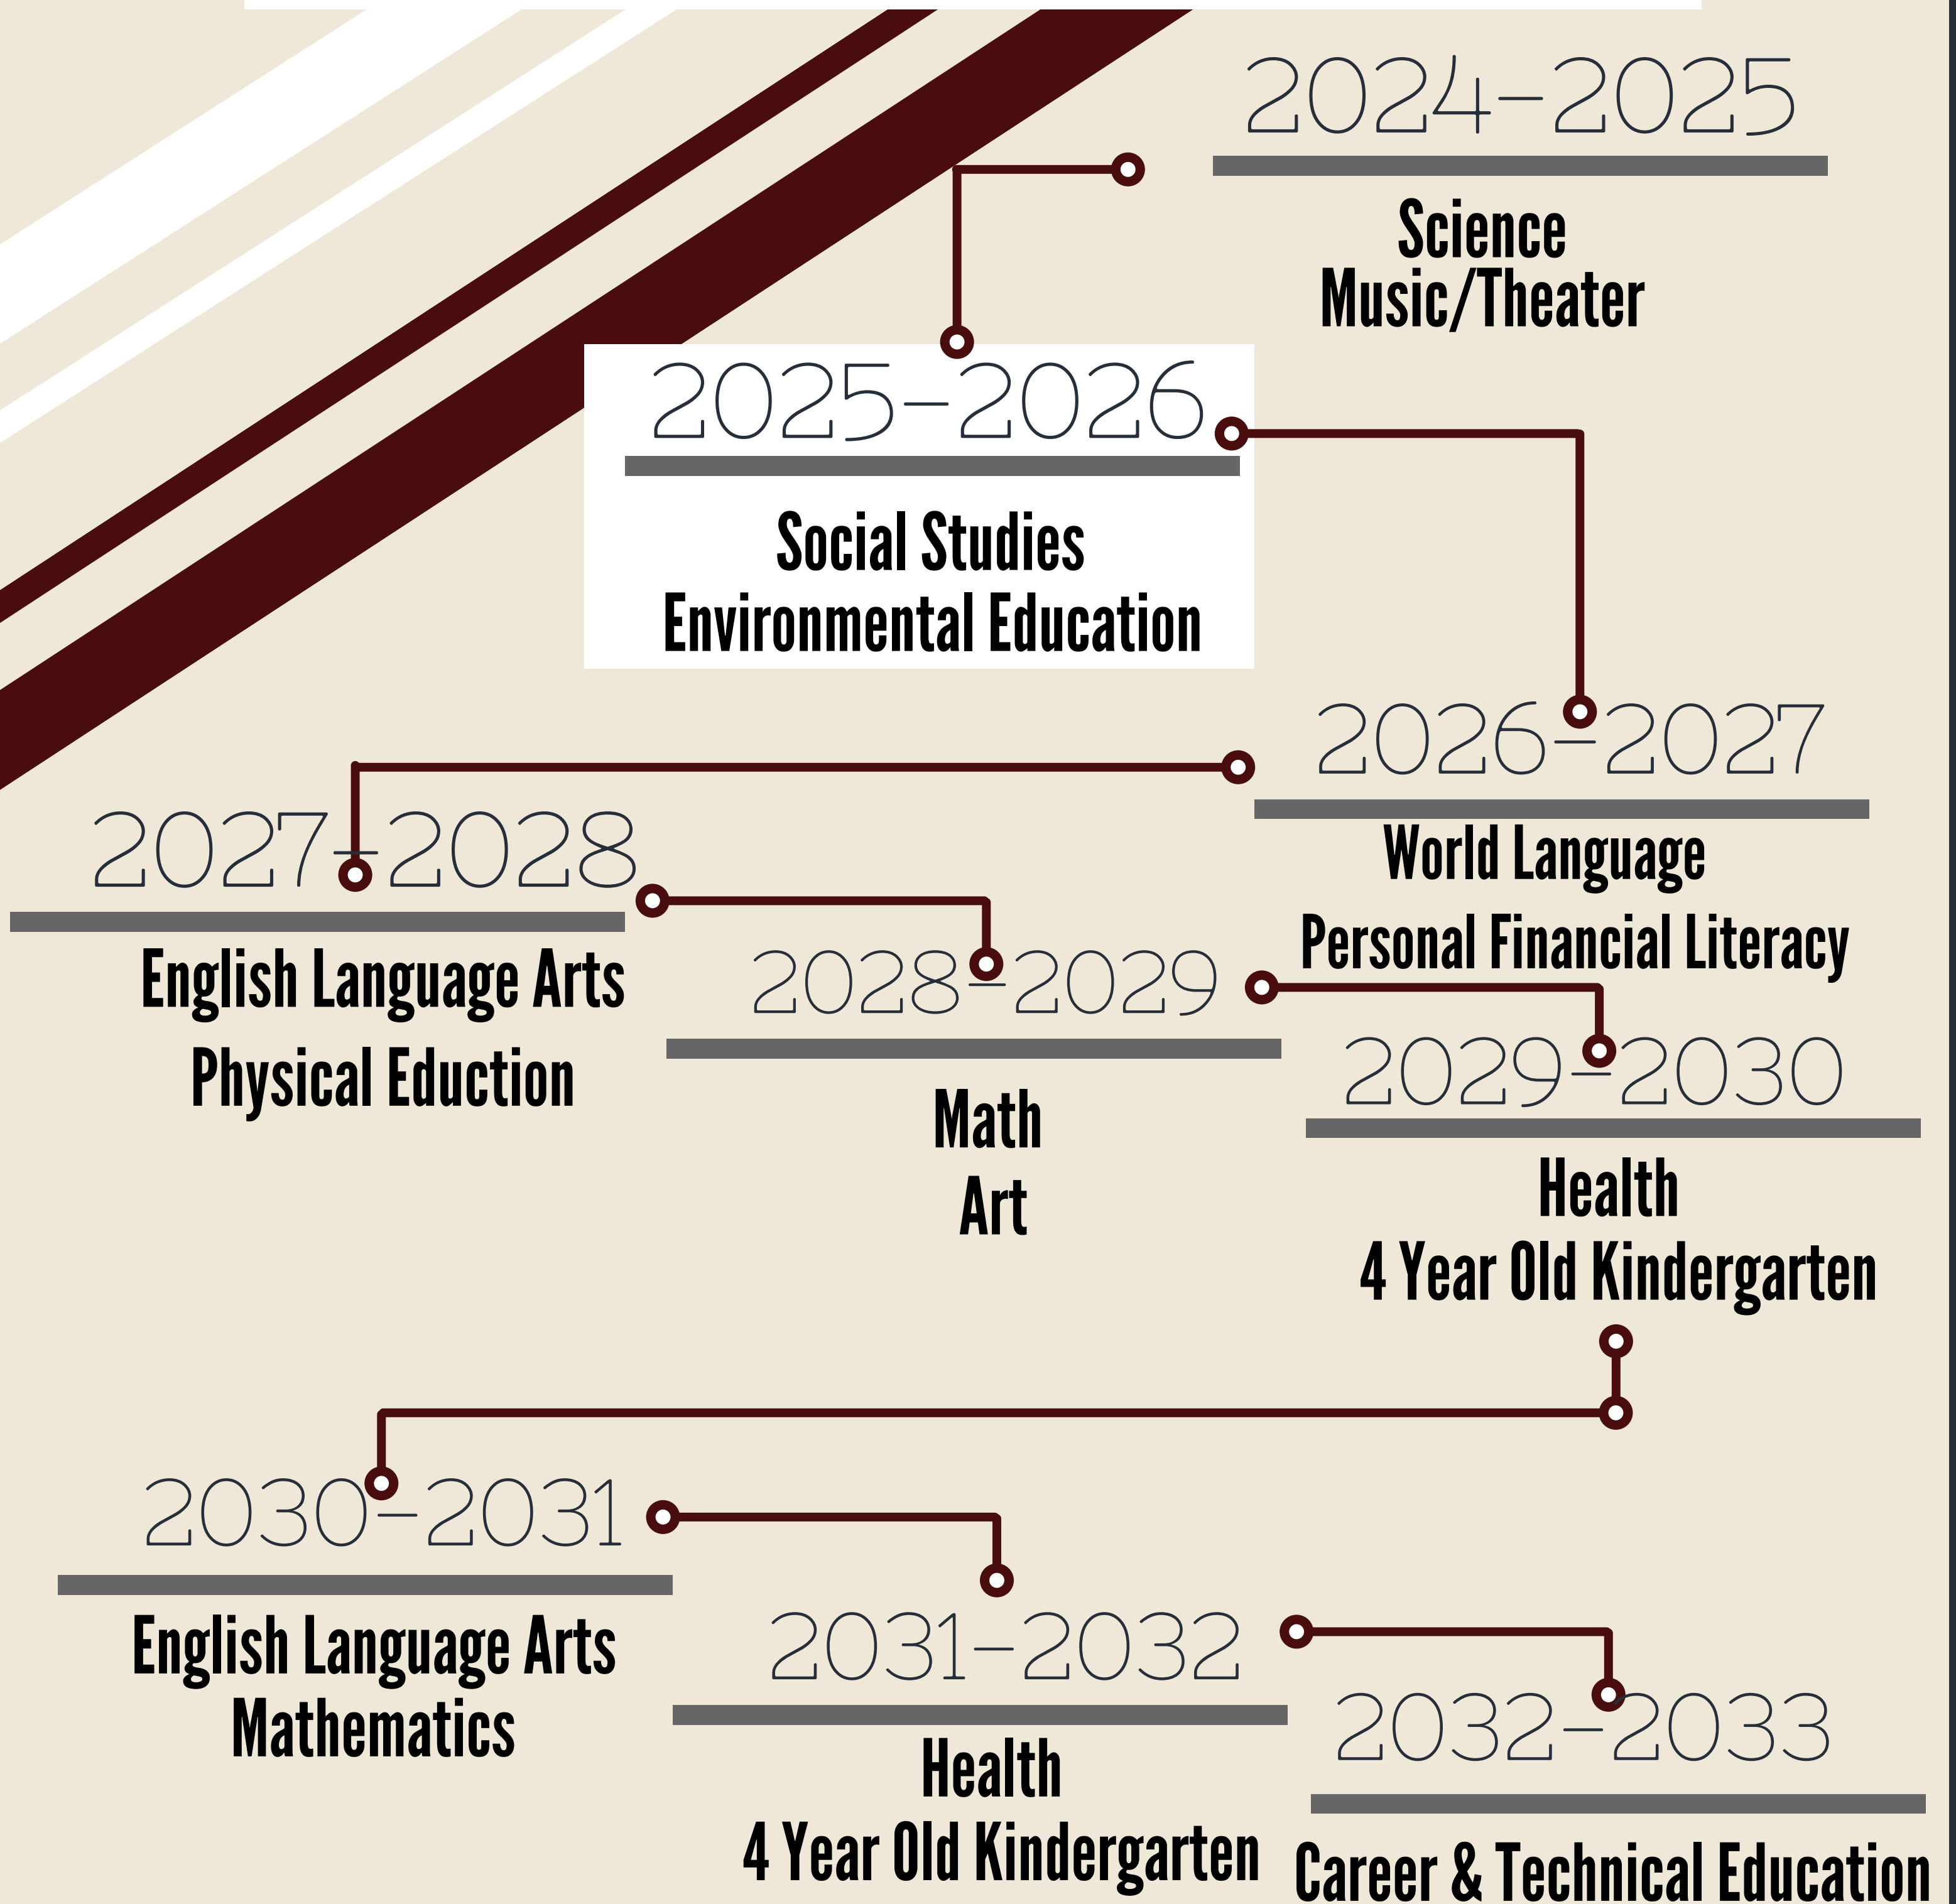 2024-2025
Science
Music/Theater
2025-2026
Social Studies
Environmental Education
2026-2027
World Language
Personal Financial Literacy
2027-2028
English Language Arts
Physical Eduction
2028-2029
Math
Art
2029-2030
Health
4 Year Old Kindergarten
2030-2031
English Language Arts
Mathematics
2031-2032
Health
4 Year Old Kindergarten
2032-2033
Career & Technical Education